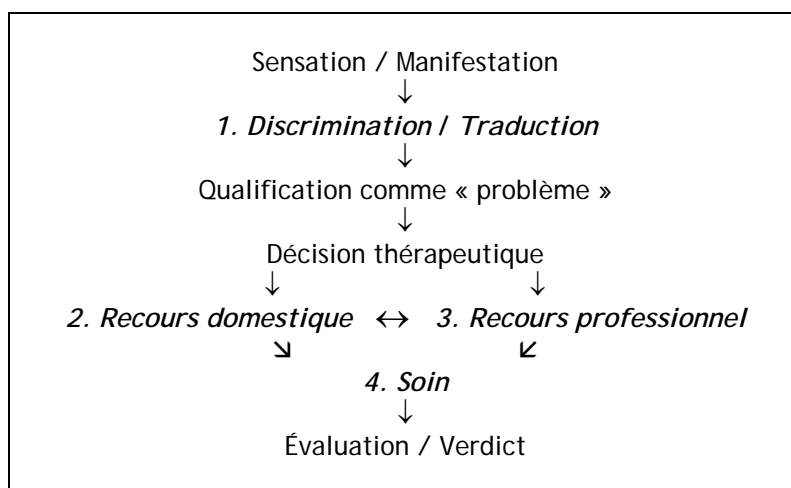 Sensation / Manifestation
↓
1. Discrimination / Traduction
↓
Qualification comme « problème »
↓
Décision thérapeutique
↓ ↓
2. Recours domestique ↔ 3. Recours professionnel
↘ ↙
4. Soin
↓
Évaluation / Verdict